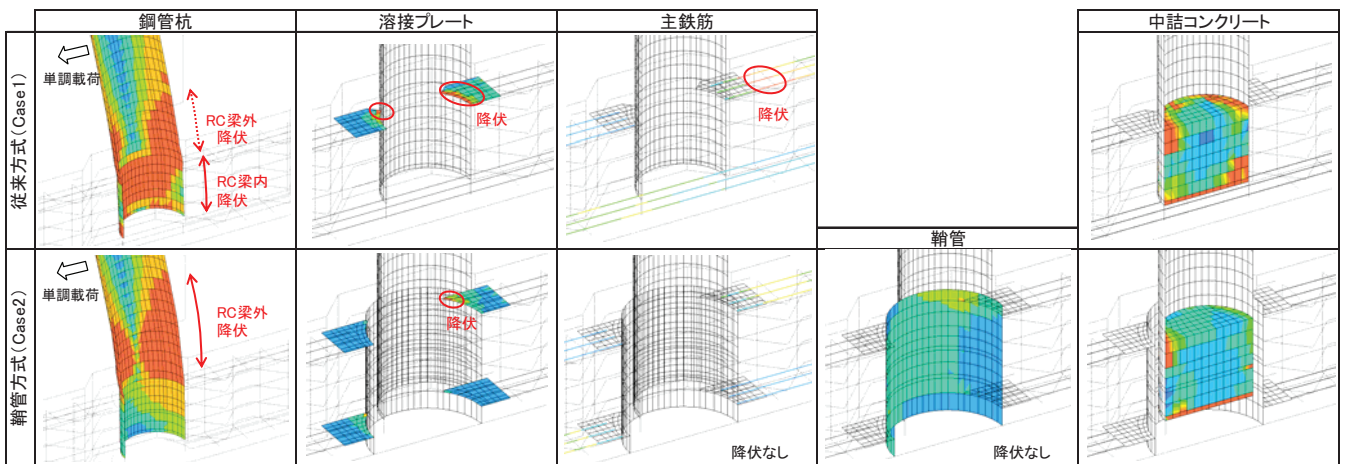 鋼管杭
溶接プレート
主鉄筋
中詰コンクリート
従来方式(Case1)
単調載荷
RC梁外
降伏
RC梁内
降伏
降伏
降伏
鞘管
鞘管方式(Case2)
単調載荷
RC梁外
降伏
降伏
降伏なし
降伏なし